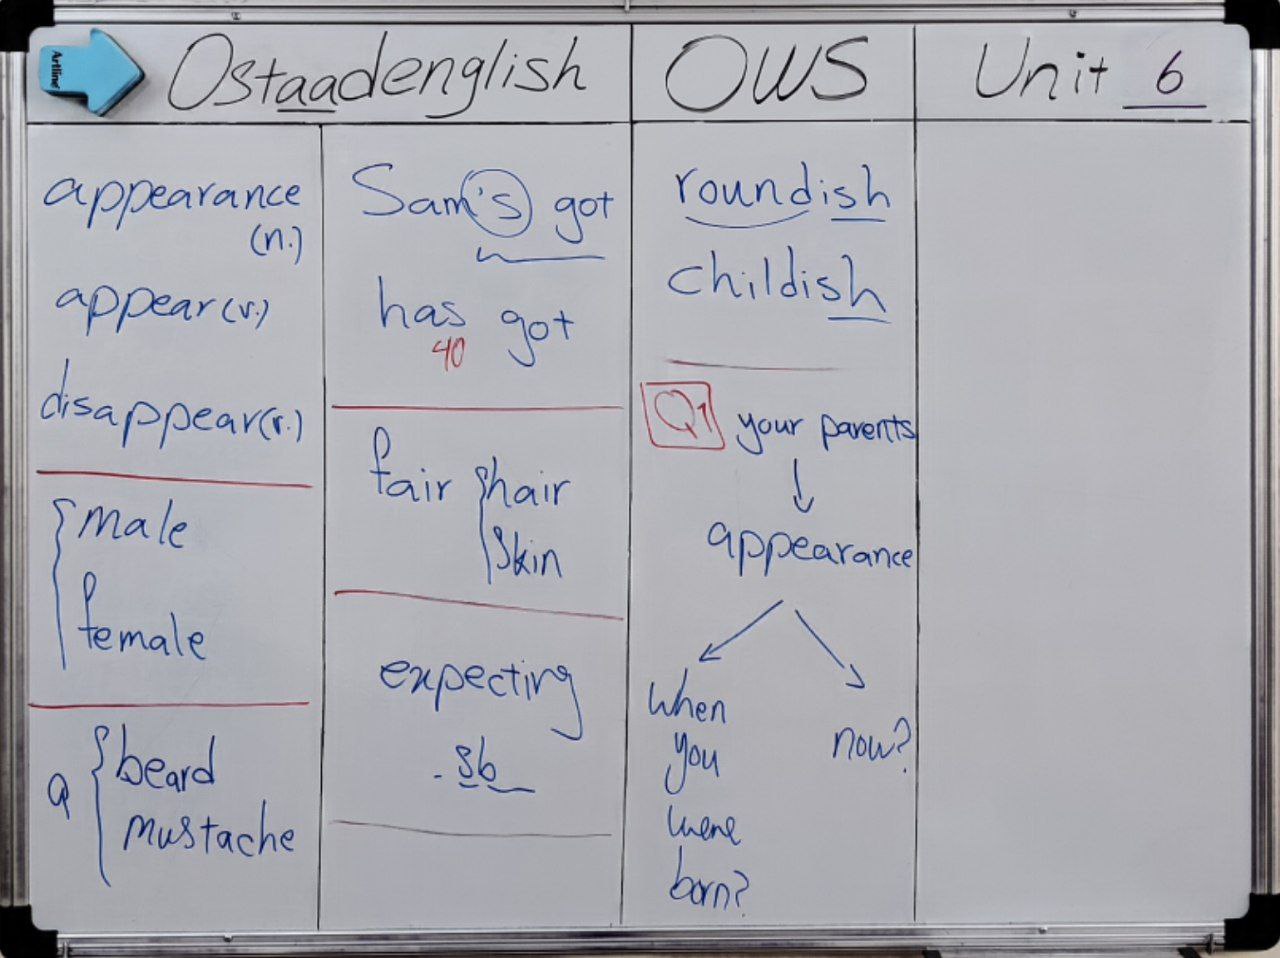 Artline
Ostaadenglish
OWS
Unit 6
appearance
(n.)
appear (v.)
disappear (v.)
male
female
a
beard
mustache
Sam's got
has got
40
fair
hair
skin
expecting
sb
roundish
childish
Q1 your parents
appearance
when
you
were
born?
now?